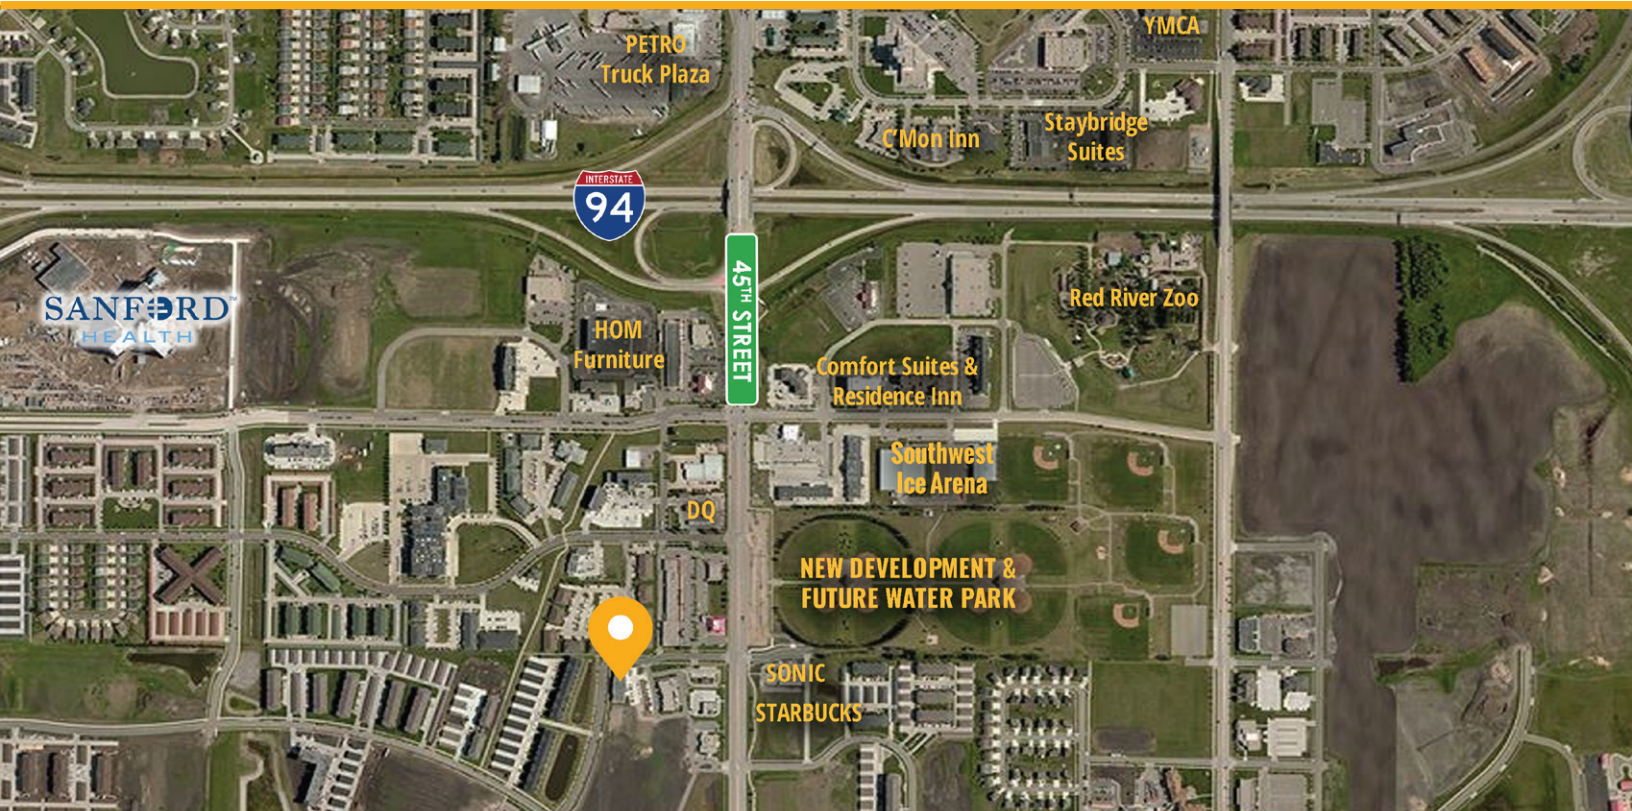 YMCA
PETRO
Truck Plaza
C'Mon Inn
Staybridge
Suites
INTERSTATE
94
45TH STREET
SANFORD™
HEALTH
Red River Zoo
HOM
Furniture
Comfort Suites &
Residence Inn
Southwest
Ice Arena
DQ
NEW DEVELOPMENT &
FUTURE WATER PARK
SONIC
STARBUCKS